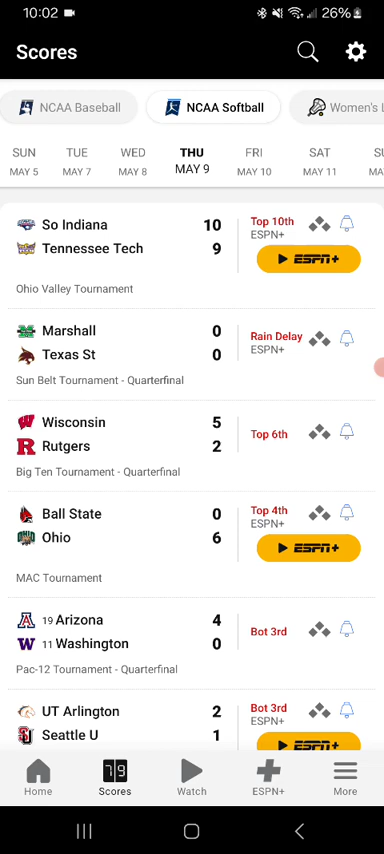 10:02 26%
Scores
NCAA Baseball NCAA Softball Women's L
SUN TUE WED THU FRI SAT SU
MAY 5 MAY 7 MAY 8 MAY 9 MAY 10 MAY 11 MA
So Indiana 10 Top 10th
Tennessee Tech 9 ESPN+
ESPN+
Ohio Valley Tournament
Marshall 0 Rain Delay
Texas St 0 ESPN+
Sun Belt Tournament - Quarterfinal
Wisconsin 5
Rutgers 2 Top 6th
Big Ten Tournament - Quarterfinal
Ball State 0 Top 4th
Ohio 6 ESPN+
ESPN+
MAC Tournament
19 Arizona 4
11 Washington 0 Bot 3rd
Pac-12 Tournament - Quarterfinal
UT Arlington 2 Bot 3rd
Seattle U 1 ESPN+
ESPN+
79
Home Scores Watch ESPN+ More